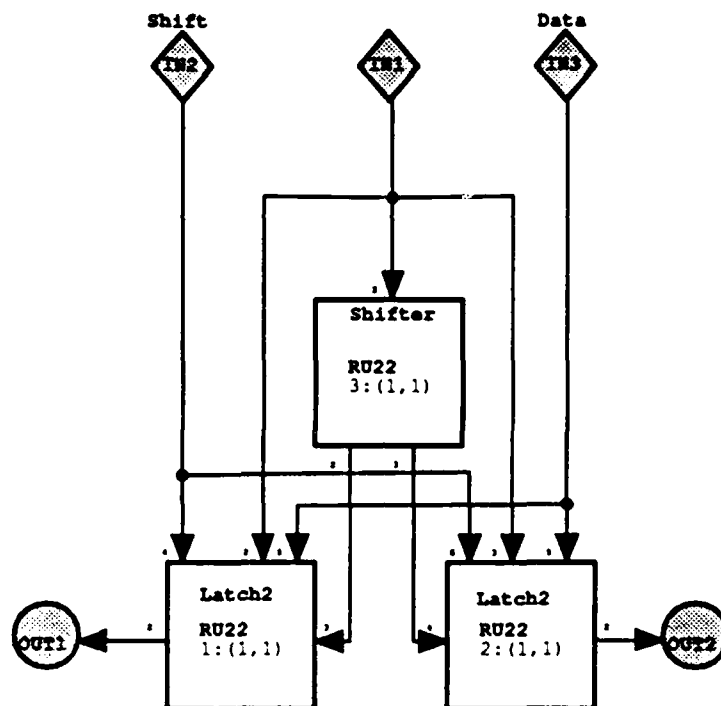 Shift
Data
IN2
IN1
IN3
Shifter
RU22
3:(1,1)
Latch2
RU22
1:(1,1)
Latch2
RU22
2:(1,1)
OUT1
OUT2